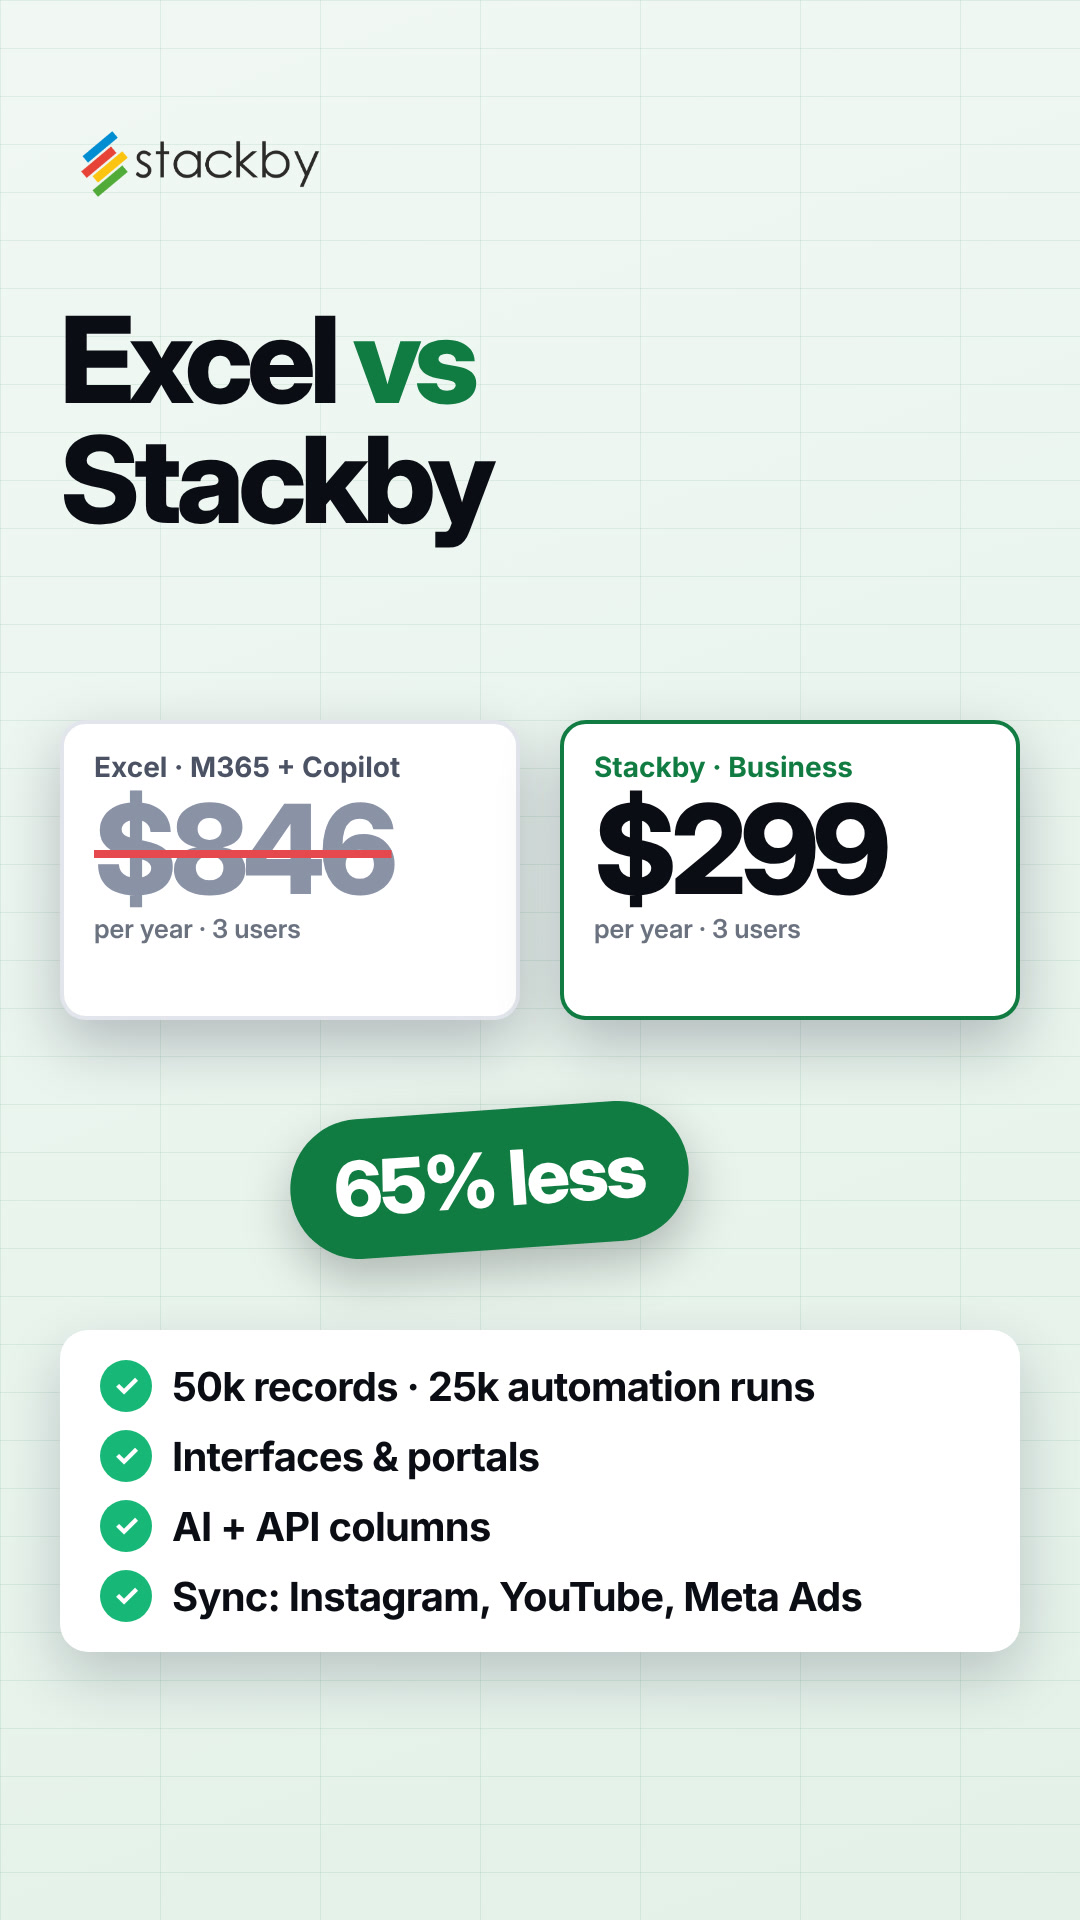 stackby
Excel vs
Stackby
Excel · M365 + Copilot
$846
per year · 3 users
Stackby · Business
$299
per year · 3 users
65% less
50k records · 25k automation runs
Interfaces & portals
AI + API columns
Sync: Instagram, YouTube, Meta Ads